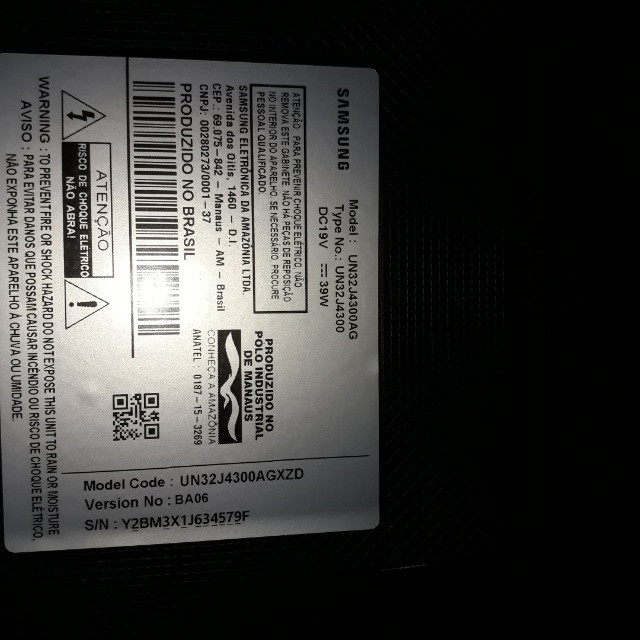 SAMSUNG
Model : UN32J4300AG
Type No.: UN32J4300
DC19V ⎓ 39W
ATENÇÃO: PARA PREVENIR CHOQUE ELÉTRICO, NÃO
REMOVA ESTE GABINETE. NÃO HÁ PEÇAS DE REPOSIÇÃO
NO INTERIOR DO APARELHO. SE NECESSÁRIO PROCURE
PESSOAL QUALIFICADO.
SAMSUNG ELETRÔNICA DA AMAZÔNIA LTDA.
Avenida dos Oitis, 1460 - D.I.
CEP : 69.075-842 - Manaus - AM - Brasil
CNPJ: 00280273/0001-37
PRODUZIDO NO BRASIL
PRODUZIDO NO
POLO INDUSTRIAL
DE MANAUS
CONHEÇA A AMAZÔNIA
ANATEL : 0187-15-3269
ATENÇÃO
RISCO DE CHOQUE ELÉTRICO
NÃO ABRA!
WARNING : TO PREVENT FIRE OR SHOCK HAZARD DO NOT EXPOSE THIS UNIT TO RAIN OR MOISTURE
AVISO : PARA EVITAR DANOS QUE POSSAM CAUSAR INCÊNDIO OU RISCO DE CHOQUE ELÉTRICO,
NÃO EXPONHA ESTE APARELHO À CHUVA OU UMIDADE.
Model Code : UN32J4300AGXZD
Version No : BA06
S/N : Y2BM3X1J634579F